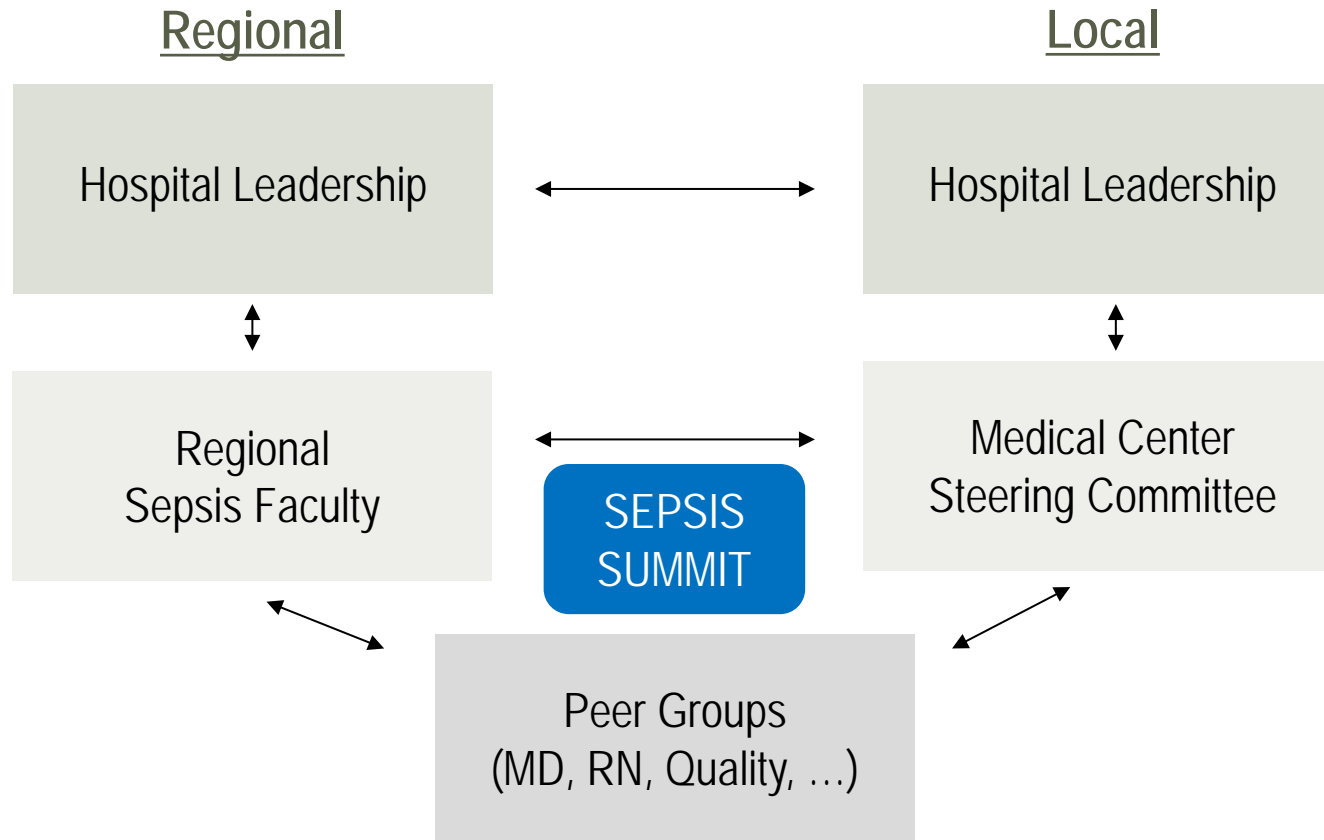 Regional
Local
Hospital Leadership
Hospital Leadership
Regional
Sepsis Faculty
Medical Center
Steering Committee
SEPSIS
SUMMIT
Peer Groups
(MD, RN, Quality, …)